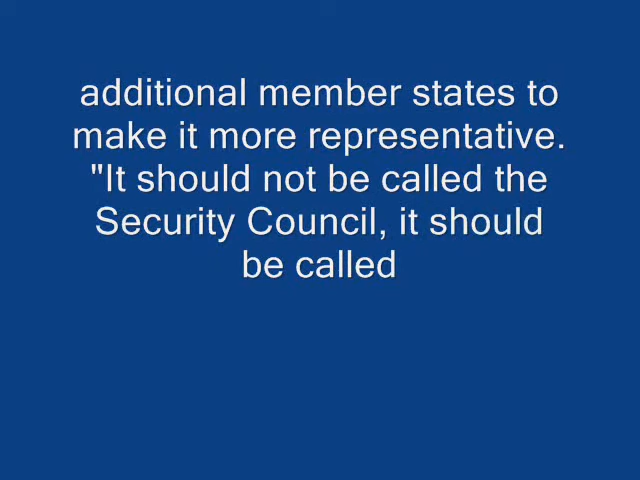 additional member states to
make it more representative.
"It should not be called the
Security Council, it should
be called